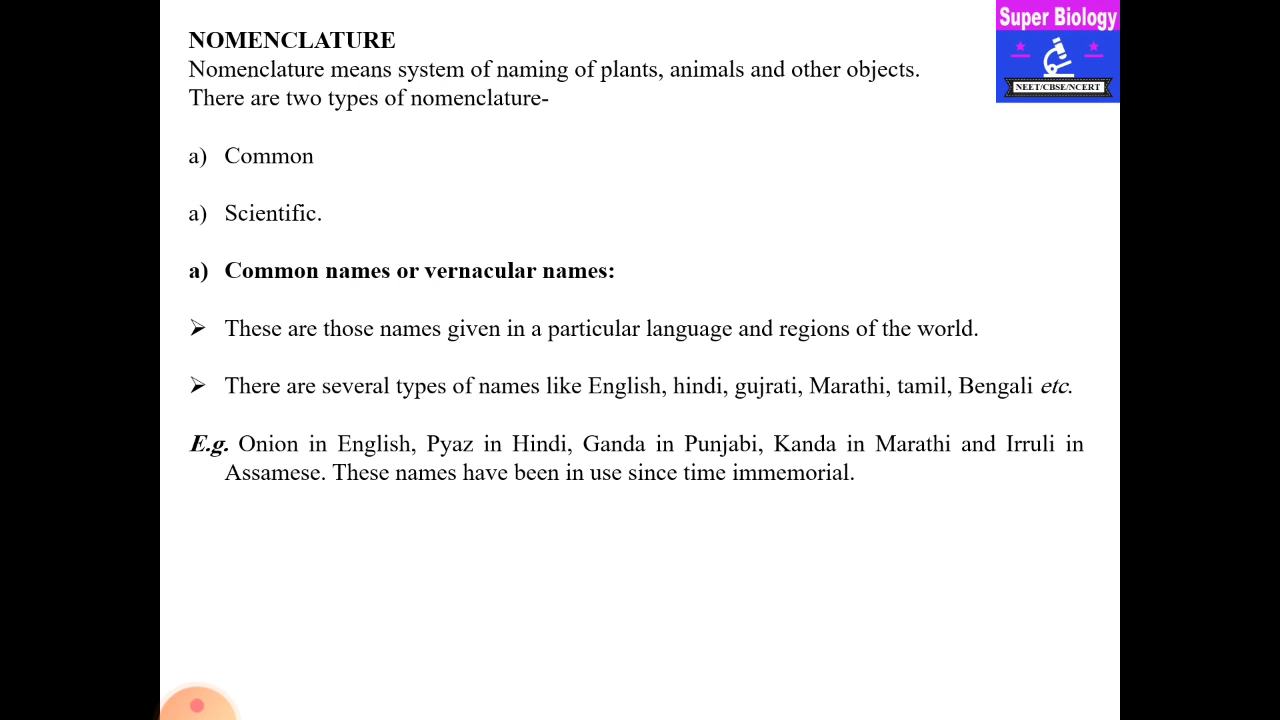 Super Biology
NEET/CBSE/NCERT
NOMENCLATURE
Nomenclature means system of naming of plants, animals and other objects.
There are two types of nomenclature-
a) Common
a) Scientific.
a) Common names or vernacular names:
➢ These are those names given in a particular language and regions of the world.
➢ There are several types of names like English, hindi, gujrati, Marathi, tamil, Bengali etc.
E.g. Onion in English, Pyaz in Hindi, Ganda in Punjabi, Kanda in Marathi and Irruli in
Assamese. These names have been in use since time immemorial.